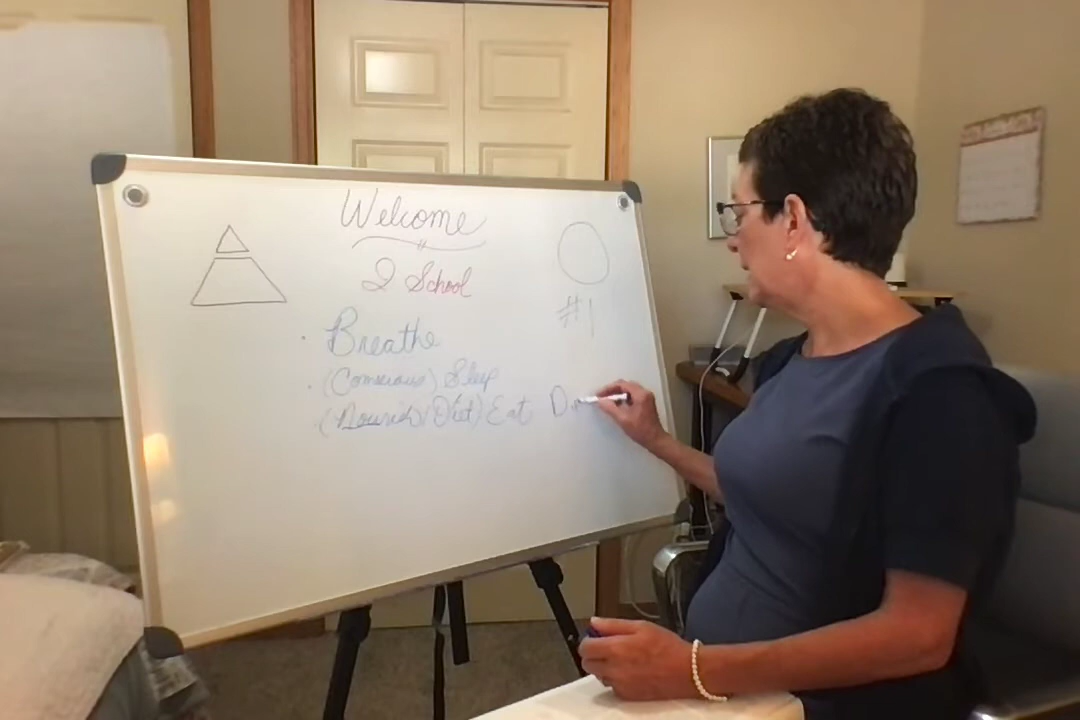 Welcome
2 School
#1
• Breathe
• (Conscious) Sleep
• (Nourish/Diet) Eat D